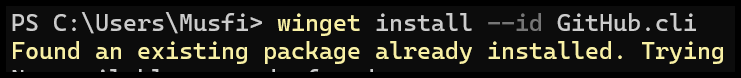 PS C:\Users\Musfi> winget install --id GitHub.cli
Found an existing package already installed. Trying